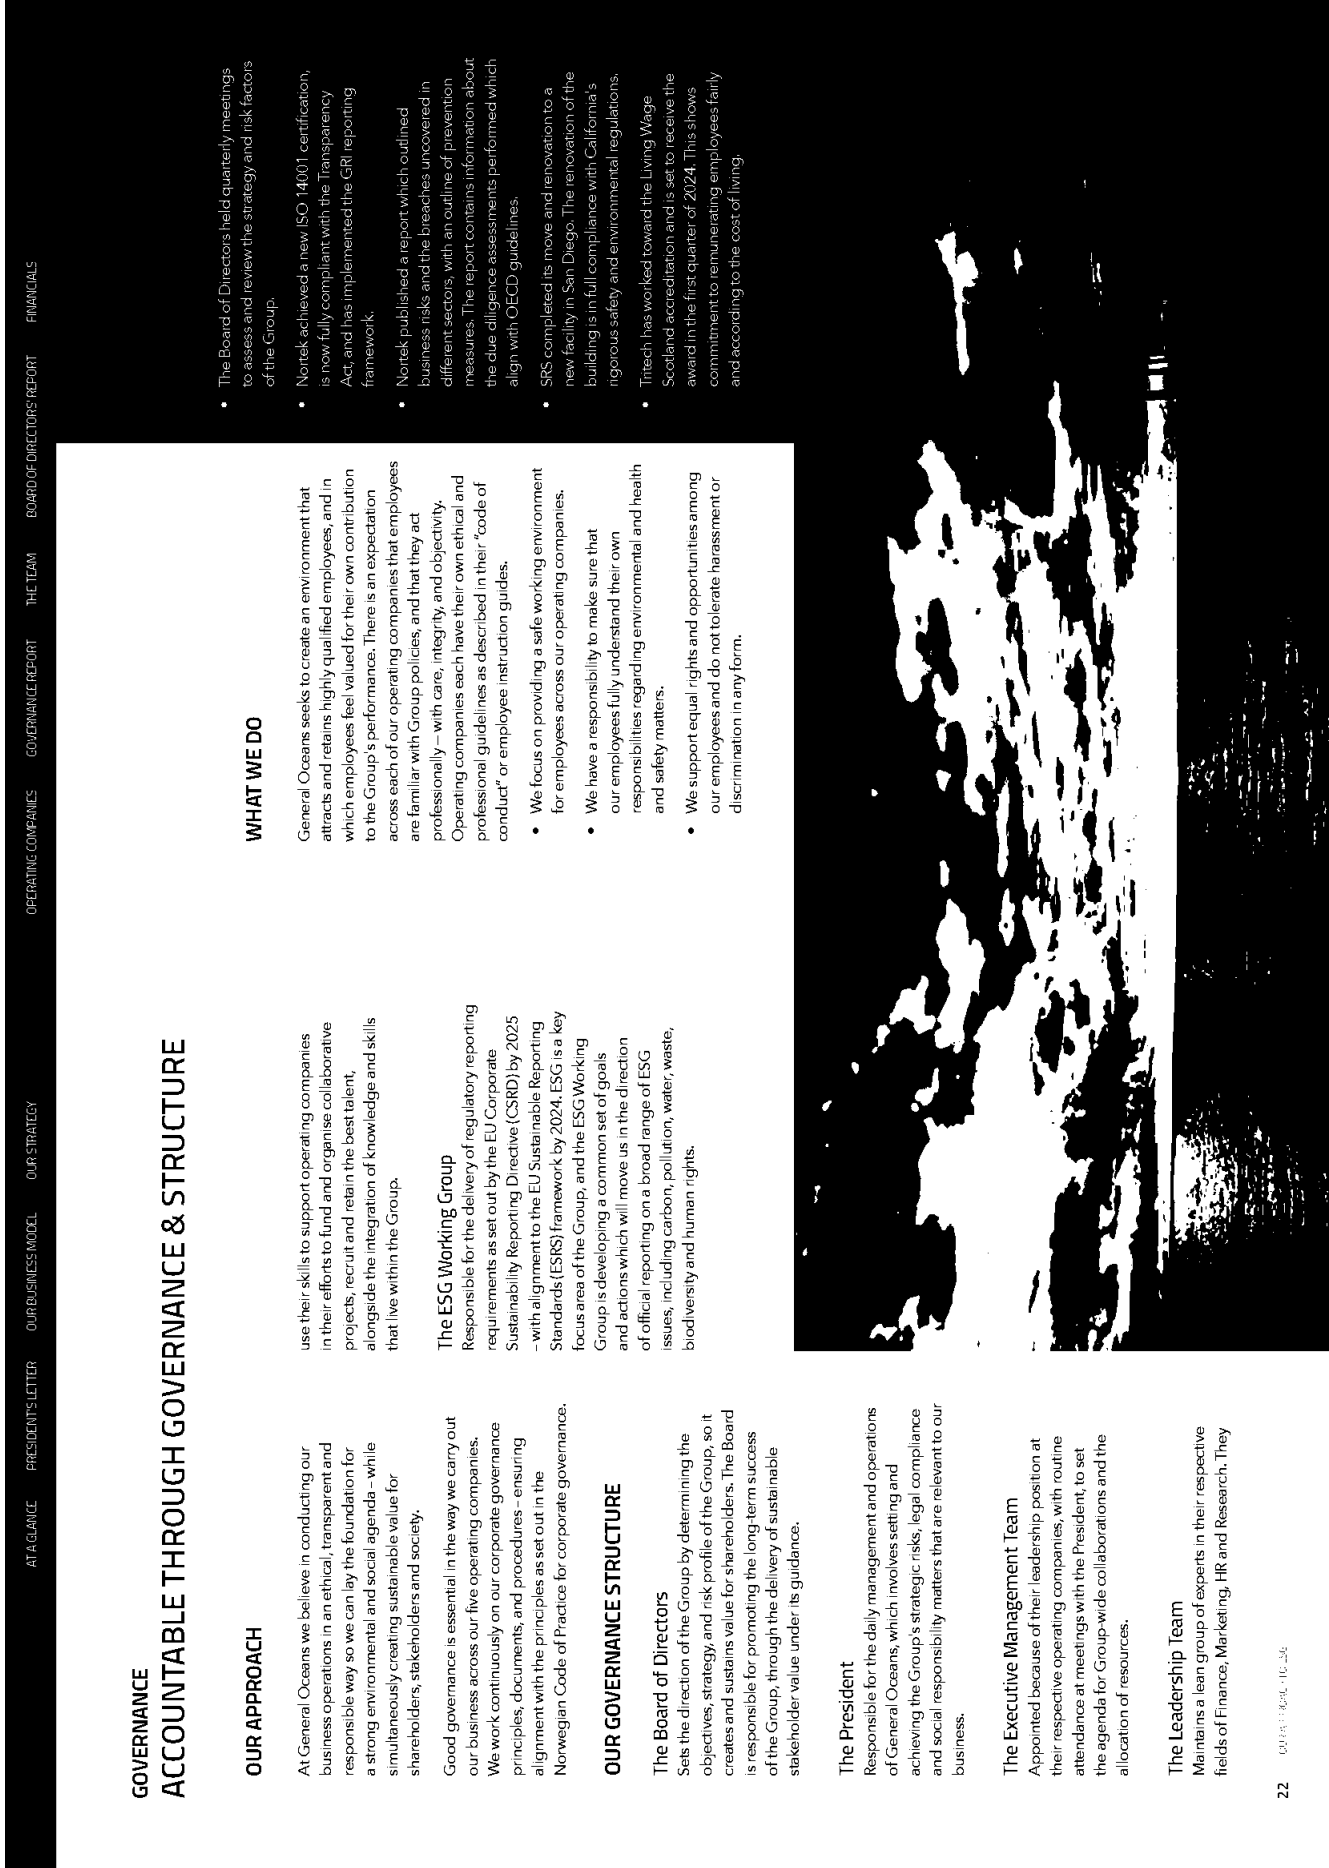 AT A GLANCE
PRESIDENT'S LETTER
OUR BUSINESS MODEL
OUR STRATEGY
OPERATING COMPANIES
GOVERNANCE REPORT
THE TEAM
BOARD OF DIRECTORS' REPORT
FINANCIALS
GOVERNANCE
ACCOUNTABLE THROUGH GOVERNANCE & STRUCTURE
OUR APPROACH
At General Oceans we believe in conducting our
business operations in an ethical, transparent and
responsible way so we can lay the foundation for
a strong environmental and social agenda – while
simultaneously creating sustainable value for
shareholders, stakeholders and society.
Good governance is essential in the way we carry out
our business across our five operating companies.
We work continuously on our corporate governance
principles, documents, and procedures – ensuring
alignment with the principles as set out in the
Norwegian Code of Practice for corporate governance.
OUR GOVERNANCE STRUCTURE
The Board of Directors
Sets the direction of the Group by determining the
objectives, strategy, and risk profile of the Group, so it
creates and sustains value for shareholders. The Board
is responsible for promoting the long-term success
of the Group, through the delivery of sustainable
stakeholder value under its guidance.
The President
Responsible for the daily management and operations
of General Oceans, which involves setting and
achieving the Group's strategic risks, legal compliance
and social responsibility matters that are relevant to our
business.
The Executive Management Team
Appointed because of their leadership position at
their respective operating companies, with routine
attendance at meetings with the President, to set
the agenda for Group-wide collaborations and the
allocation of resources.
The Leadership Team
Maintains a lean group of experts in their respective
fields of Finance, Marketing, HR and Research. They
use their skills to support operating companies
in their efforts to fund and organise collaborative
projects, recruit and retain the best talent,
alongside the integration of knowledge and skills
that live within the Group.
The ESG Working Group
Responsible for the delivery of regulatory reporting
requirements as set out by the EU Corporate
Sustainability Reporting Directive (CSRD) by 2025
– with alignment to the EU Sustainable Reporting
Standards (ESRS) framework by 2024. ESG is a key
focus area of the Group, and the ESG Working
Group is developing a common set of goals
and actions which will move us in the direction
of official reporting on a broad range of ESG
issues, including carbon, pollution, water, waste,
biodiversity and human rights.
WHAT WE DO
General Oceans seeks to create an environment that
attracts and retains highly qualified employees, and in
which employees feel valued for their own contribution
to the Group's performance. There is an expectation
across each of our operating companies that employees
are familiar with Group policies, and that they act
professionally – with care, integrity, and objectivity.
Operating companies each have their own ethical and
professional guidelines as described in their "code of
conduct" or employee instruction guides.
• We focus on providing a safe working environment
for employees across our operating companies.
• We have a responsibility to make sure that
our employees fully understand their own
responsibilities regarding environmental and health
and safety matters.
• We support equal rights and opportunities among
our employees and do not tolerate harassment or
discrimination in any form.
• The Board of Directors held quarterly meetings
to assess and review the strategy and risk factors
of the Group.
• Nortek achieved a new ISO 14001 certification,
is now fully compliant with the Transparency
Act, and has implemented the GRI reporting
framework.
• Nortek published a report which outlined
business risks and the breaches uncovered in
different sectors, with an outline of prevention
measures. The report contains information about
the due diligence assessments performed which
align with OECD guidelines.
• SRS completed its move and renovation to a
new facility in San Diego. The renovation of the
building is in full compliance with California's
rigorous safety and environmental regulations.
• Tritech has worked toward the Living Wage
Scotland accreditation and is set to receive the
award in the first quarter of 2024. This shows
commitment to remunerating employees fairly
and according to the cost of living.
22